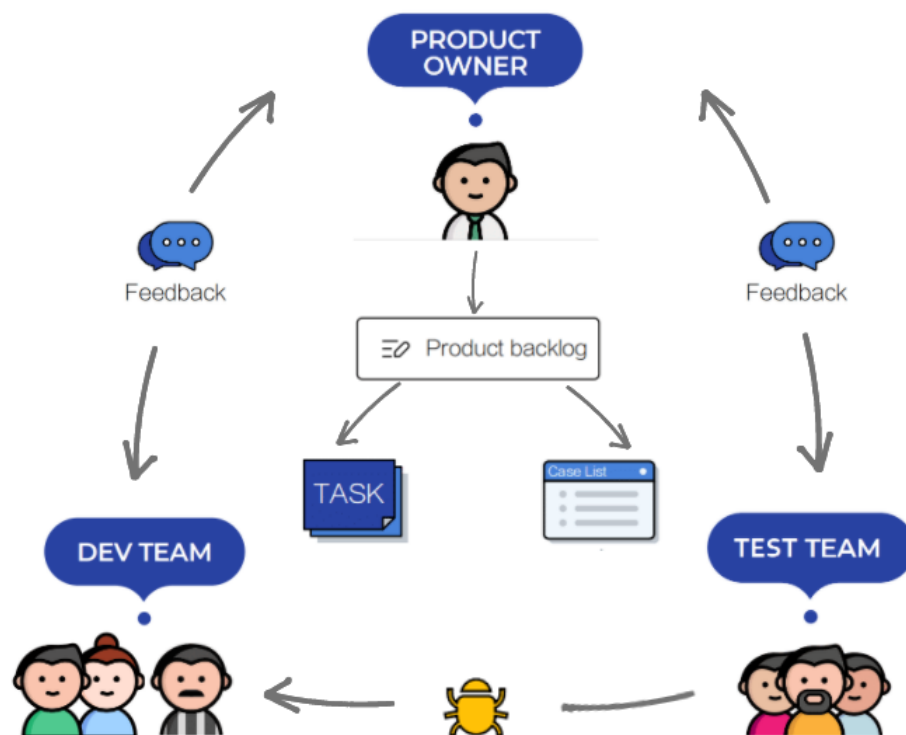 PRODUCT
OWNER
Feedback
Feedback
Product backlog
TASK
Case List
DEV TEAM
TEST TEAM